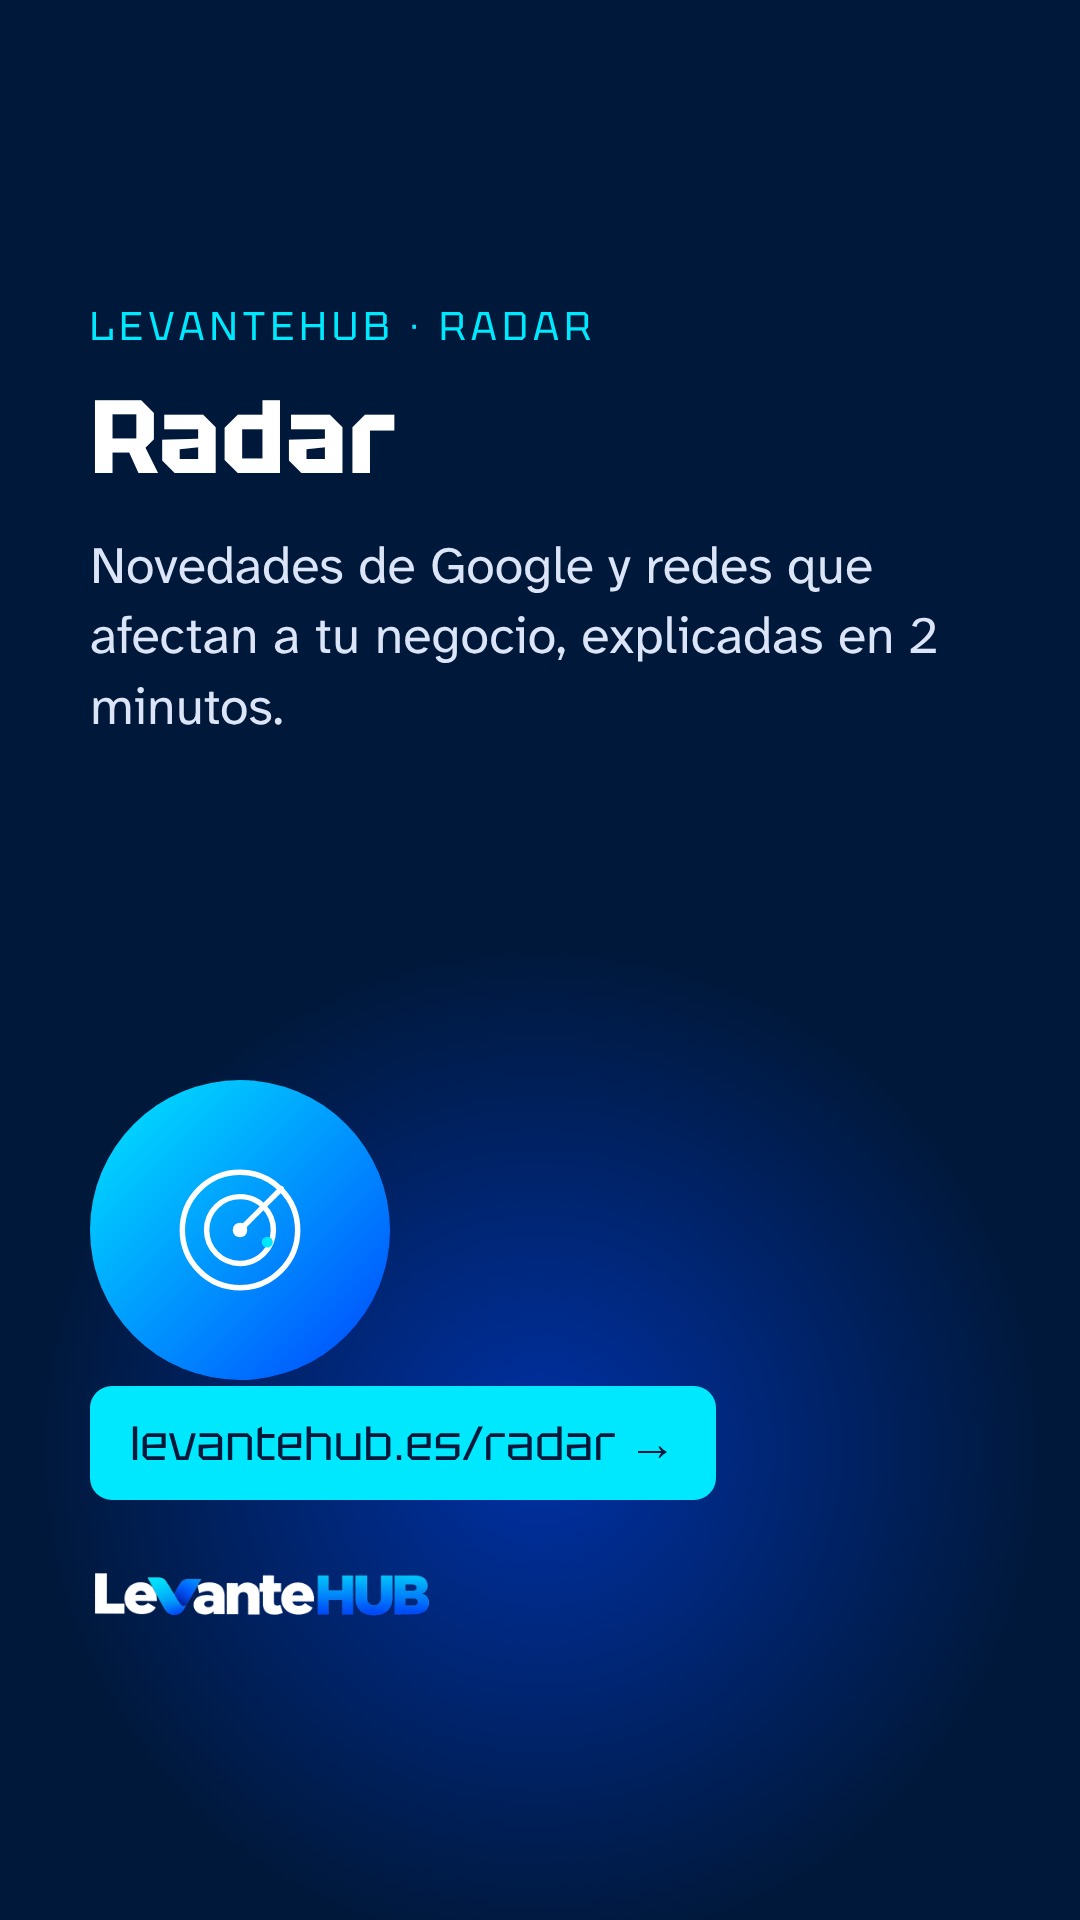 LEVANTEHUB · RADAR
Radar
Novedades de Google y redes que
afectan a tu negocio, explicadas en 2
minutos.
levantehub.es/radar →
LevanteHUB